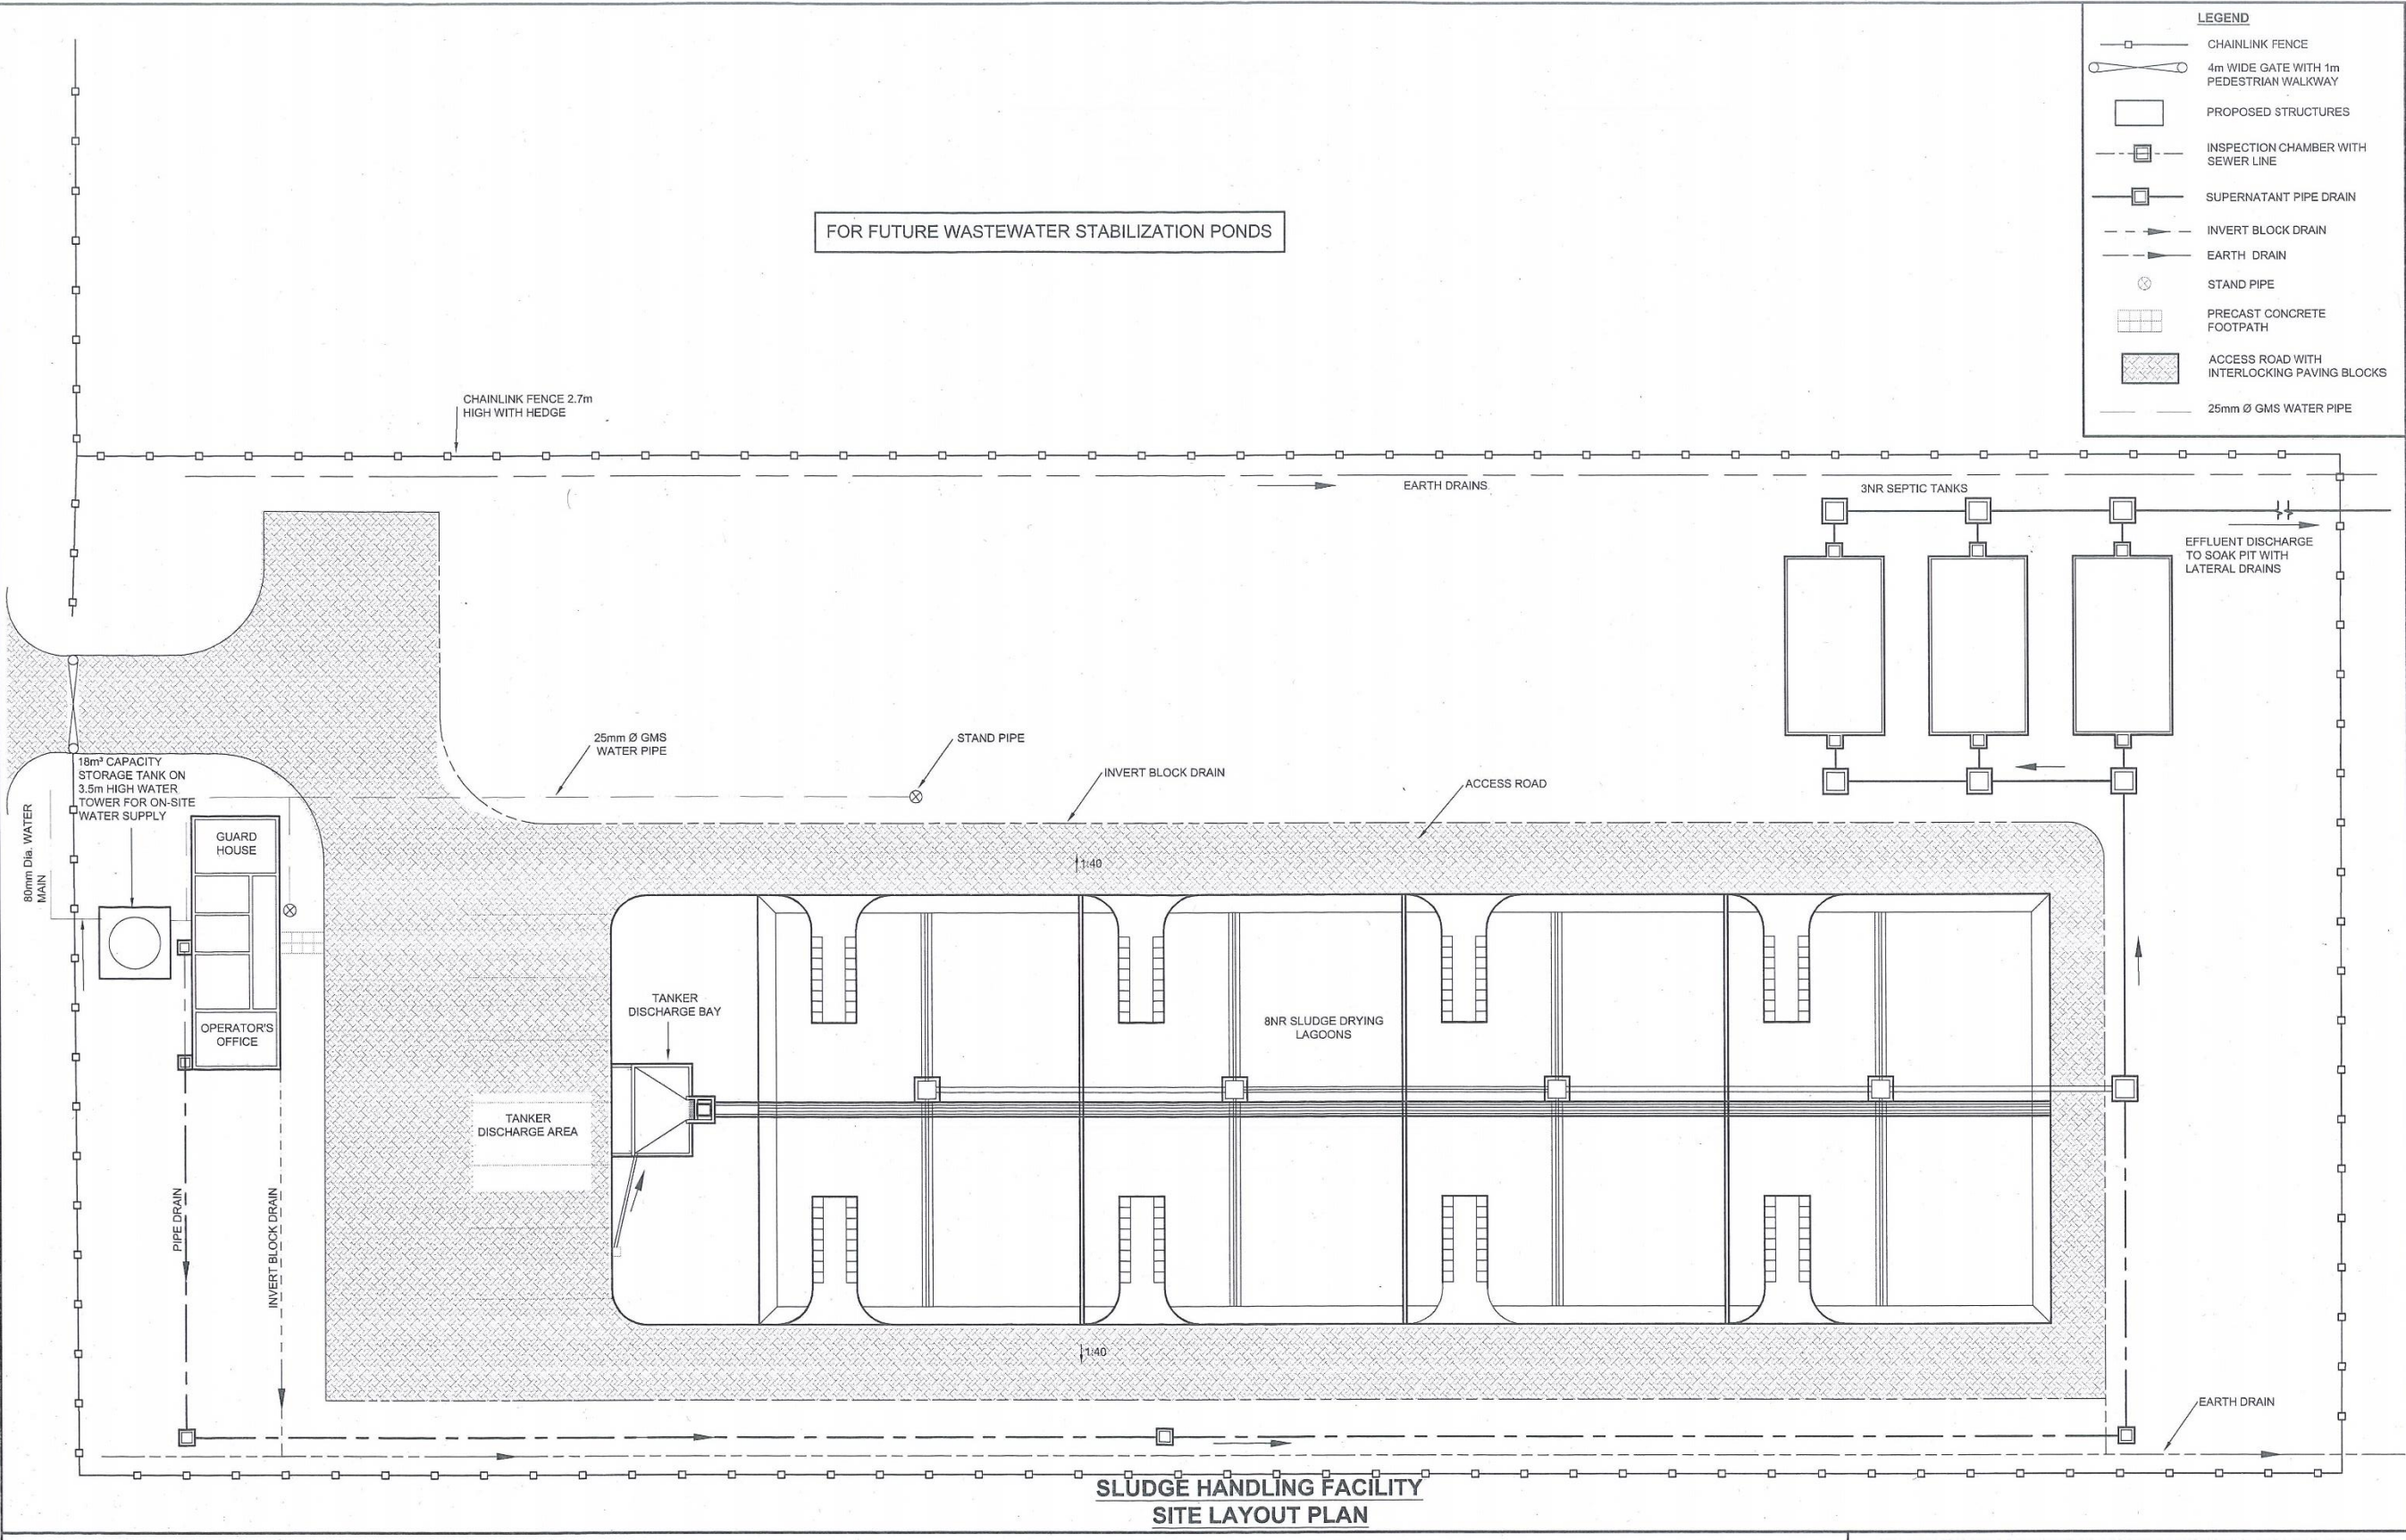 LEGEND
CHAINLINK FENCE
4m WIDE GATE WITH 1m
PEDESTRIAN WALKWAY
PROPOSED STRUCTURES
INSPECTION CHAMBER WITH
SEWER LINE
SUPERNATANT PIPE DRAIN
INVERT BLOCK DRAIN
EARTH DRAIN
STAND PIPE
PRECAST CONCRETE
FOOTPATH
ACCESS ROAD WITH
INTERLOCKING PAVING BLOCKS
25mm Ø GMS WATER PIPE
FOR FUTURE WASTEWATER STABILIZATION PONDS
CHAINLINK FENCE 2.7m
HIGH WITH HEDGE
EARTH DRAINS
3NR SEPTIC TANKS
EFFLUENT DISCHARGE
TO SOAK PIT WITH
LATERAL DRAINS
25mm Ø GMS
WATER PIPE
STAND PIPE
INVERT BLOCK DRAIN
ACCESS ROAD
18m³ CAPACITY
STORAGE TANK ON
3.5m HIGH WATER
TOWER FOR ON-SITE
WATER SUPPLY
80mm Dia. WATER
MAIN
GUARD
HOUSE
1:40
TANKER
DISCHARGE BAY
8NR SLUDGE DRYING
LAGOONS
OPERATOR'S
OFFICE
TANKER
DISCHARGE AREA
PIPE DRAIN
INVERT BLOCK DRAIN
1:40
EARTH DRAIN
SLUDGE HANDLING FACILITY
SITE LAYOUT PLAN